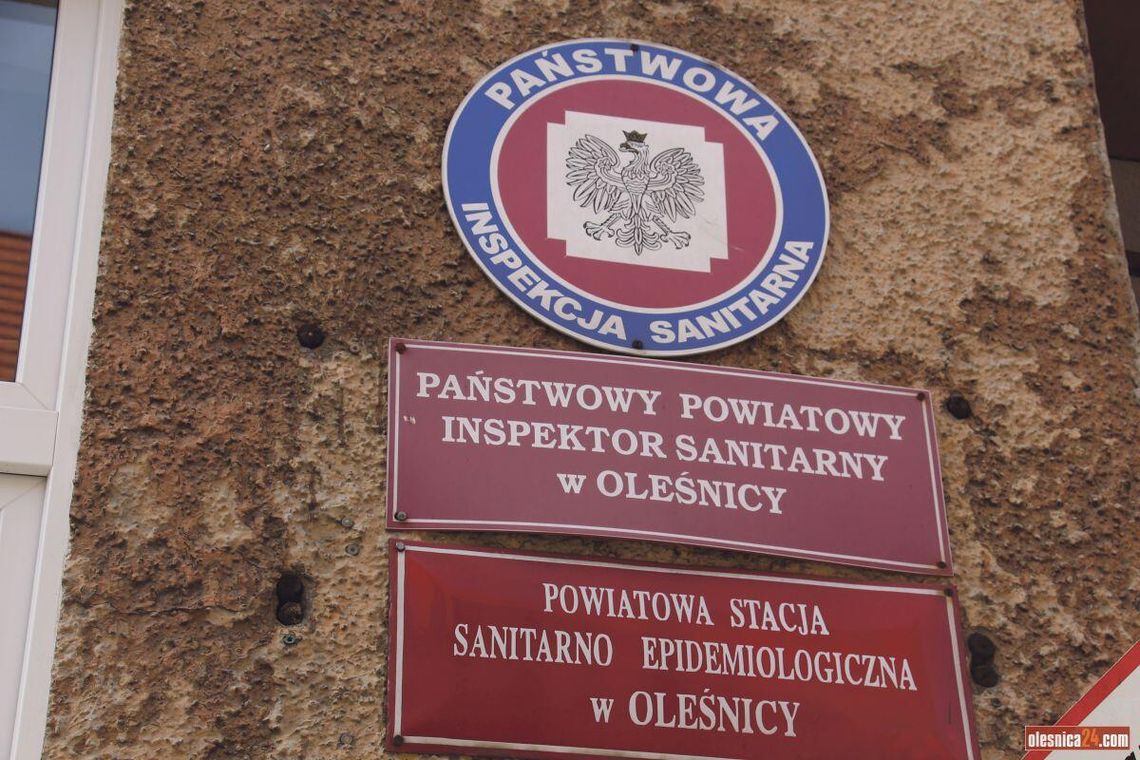 PAŃSTWOWA
INSPEKCJA SANITARNA
PAŃSTWOWY POWIATOWY
INSPEKTOR SANITARNY
w OLEŚNICY
POWIATOWA STACJA
SANITARNO EPIDEMIOLOGICZNA
w OLEŚNICY
olesnica24.com